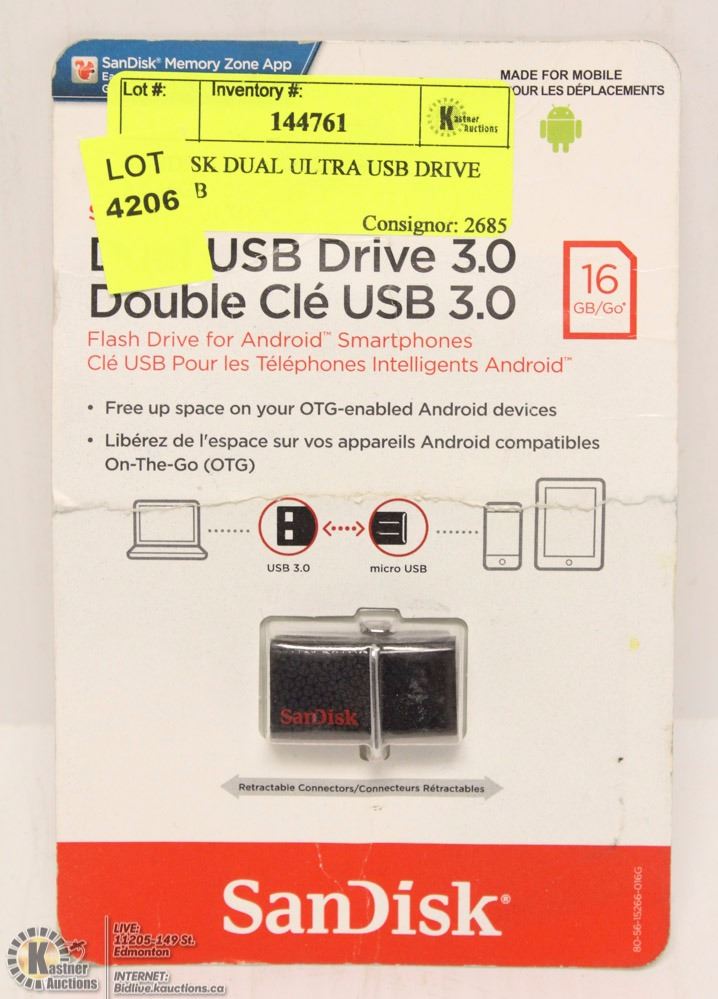 SanDisk® Memory Zone App
MADE FOR MOBILE
OUR LES DÉPLACEMENTS
Lot #:
Inventory #:
144761
Kastner
Auctions
LOT
4206
SK DUAL ULTRA USB DRIVE
B
Consignor: 2685
USB Drive 3.0
Double Clé USB 3.0
16
GB/Go*
Flash Drive for Android™ Smartphones
Clé USB Pour les Téléphones Intelligents Android™
• Free up space on your OTG-enabled Android devices
• Libérez de l'espace sur vos appareils Android compatibles
On-The-Go (OTG)
USB 3.0
micro USB
SanDisk
Retractable Connectors/Connecteurs Rétractables
SanDisk®
80-56-15266-016G
Kastner
Auctions
LIVE:
11205-149 St.
Edmonton
INTERNET:
Bidlive.kauctions.ca